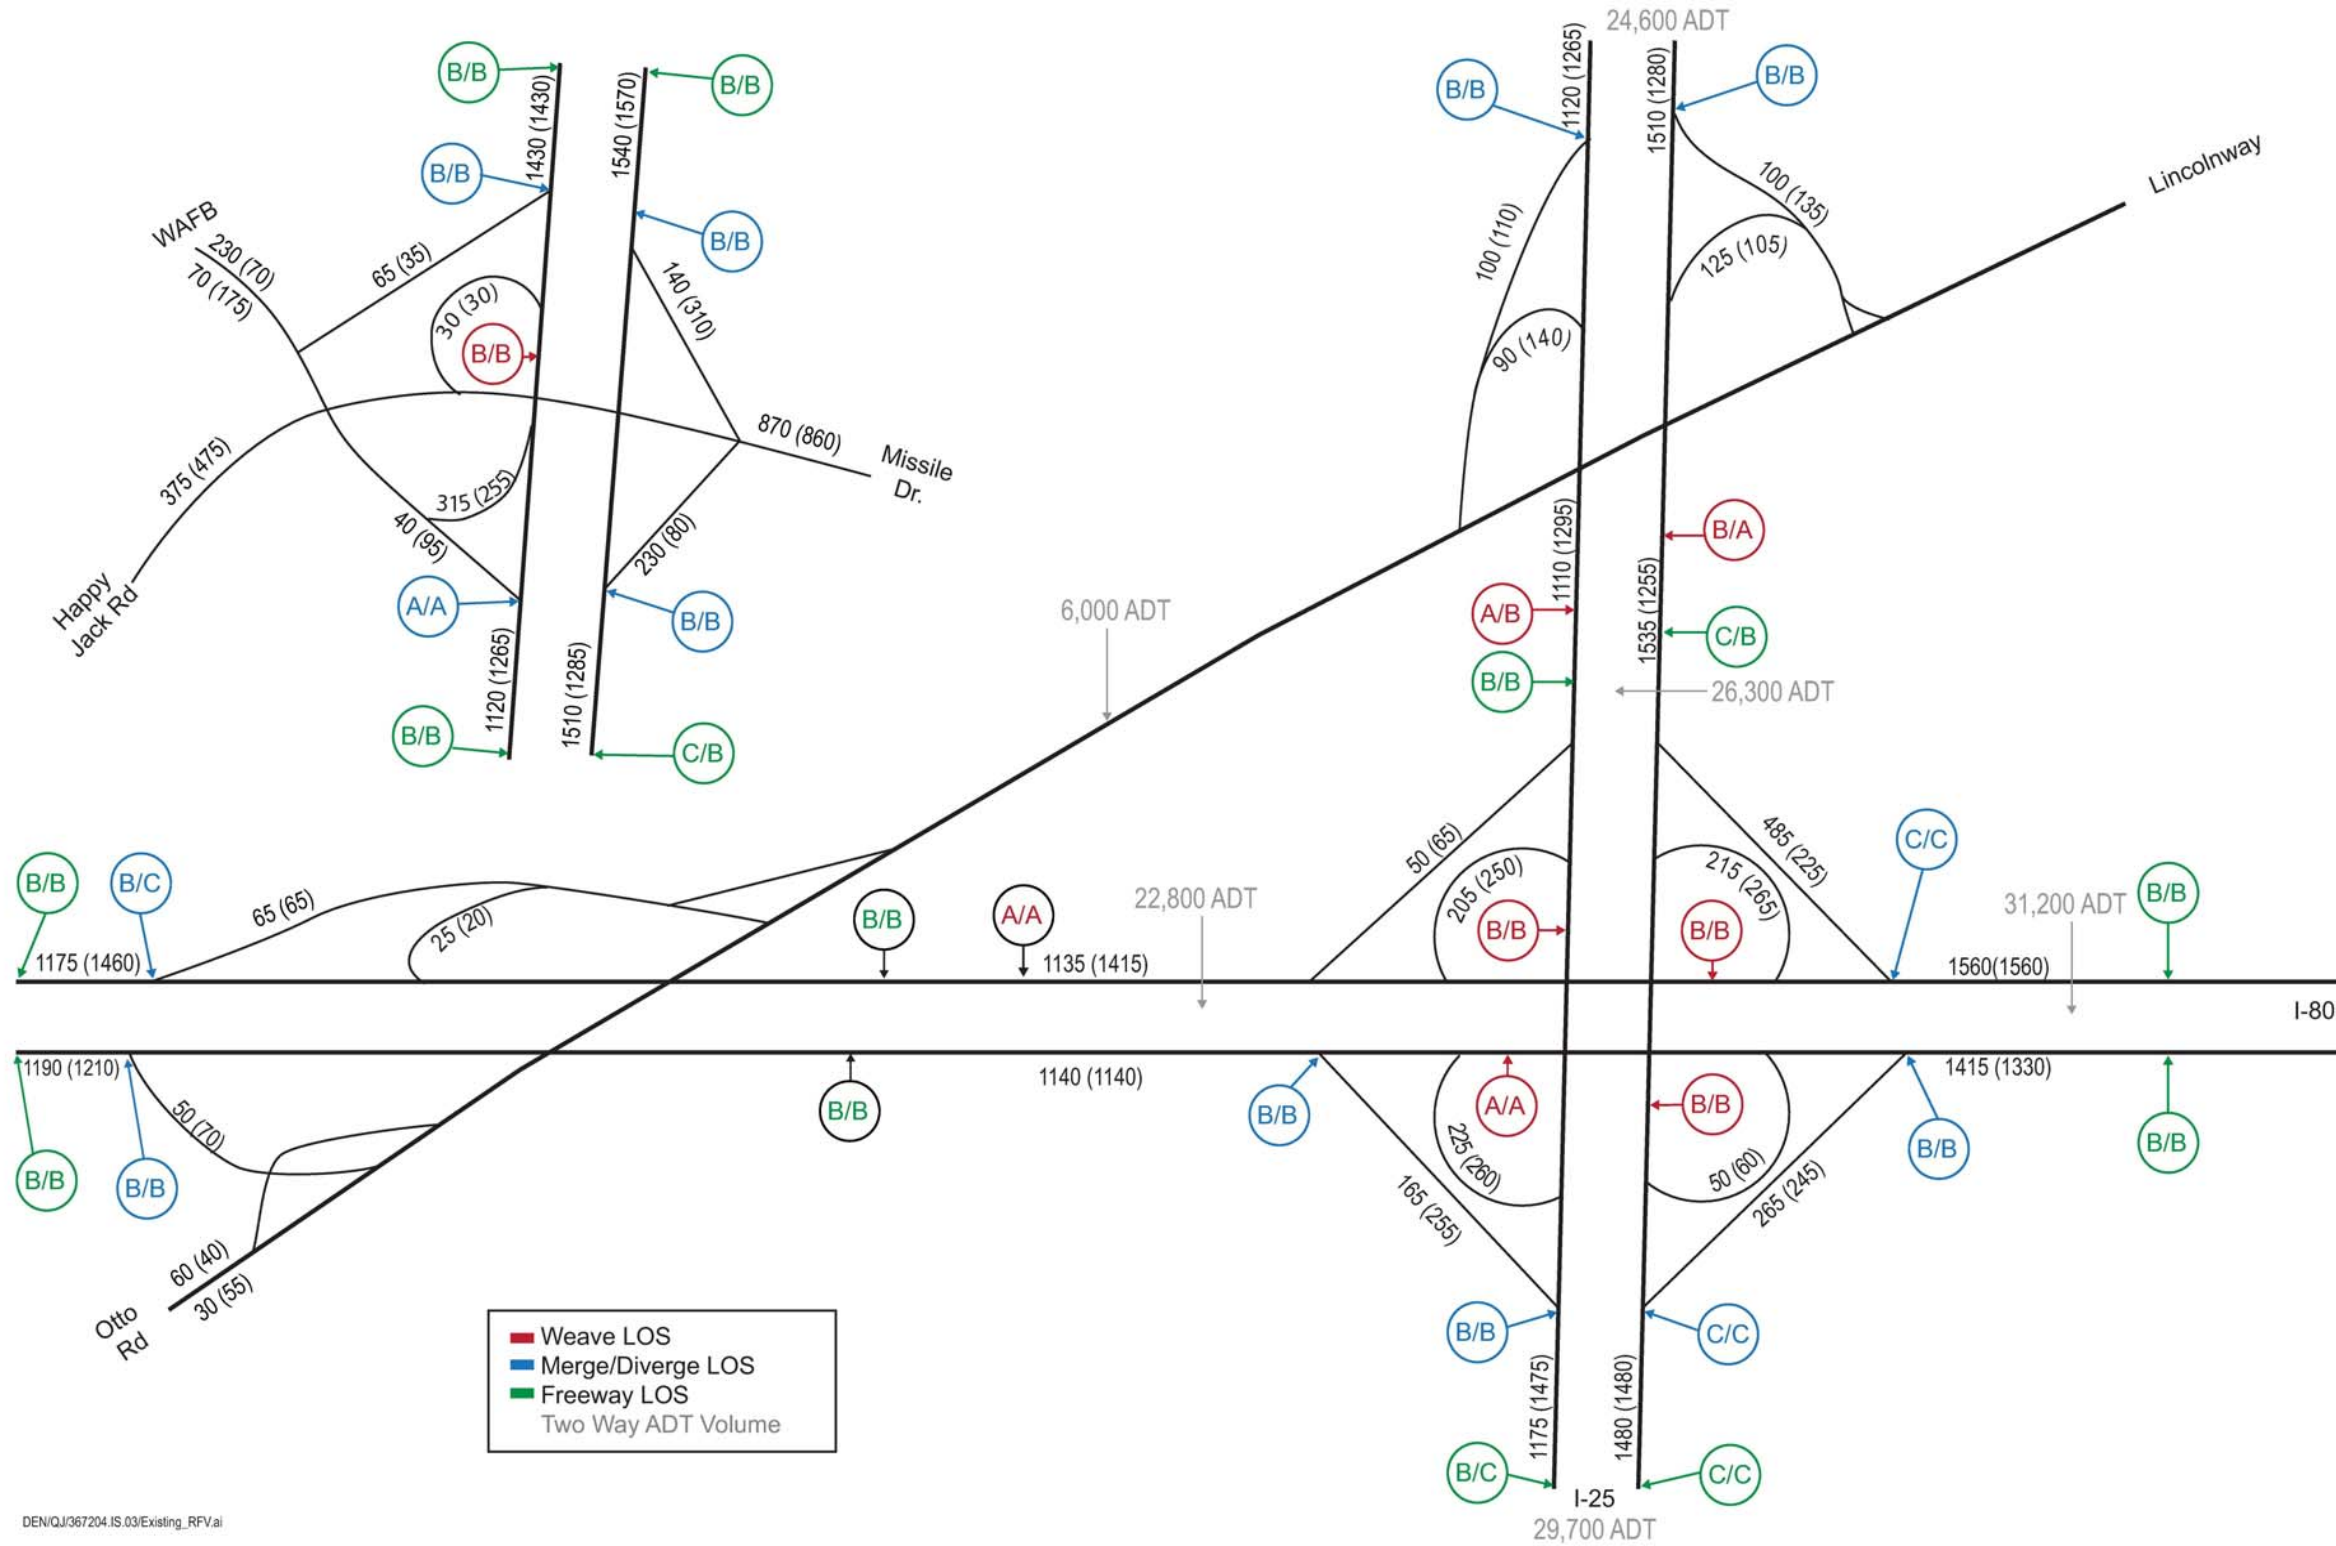 24,600 ADT
B/B
B/B
1430 (1430)
1540 (1570)
B/B
1120 (1265)
1510 (1280)
B/B
B/B
B/B
B/B
Lincolnway
100 (135)
WAFB
230 (70)
70 (175)
65 (35)
140 (310)
100 (110)
125 (105)
30 (30)
B/B
90 (140)
870 (860)
Missile
Dr.
375 (475)
315 (255)
40 (95)
230 (80)
1110 (1295)
B/A
1535 (1255)
Happy
Jack Rd
A/A
B/B
6,000 ADT
A/B
C/B
B/B
26,300 ADT
1120 (1265)
1510 (1285)
B/B
C/B
50 (65)
485 (225)
C/C
B/B
B/C
65 (65)
25 (20)
B/B
A/A
22,800 ADT
205 (250)
215 (265)
B/B
B/B
31,200 ADT
B/B
1175 (1460)
1135 (1415)
1560(1560)
I-80
1190 (1210)
1140 (1140)
1415 (1330)
50 (70)
B/B
B/B
A/A
B/B
B/B
B/B
B/B
B/B
225 (260)
50 (60)
165 (255)
265 (245)
60 (40)
30 (55)
Otto
Rd
B/B
C/C
Weave LOS
Merge/Diverge LOS
Freeway LOS
Two Way ADT Volume
1175 (1475)
1480 (1480)
B/C
C/C
I-25
29,700 ADT
DEN/QJ/367204.IS.03/Existing_RFV.ai